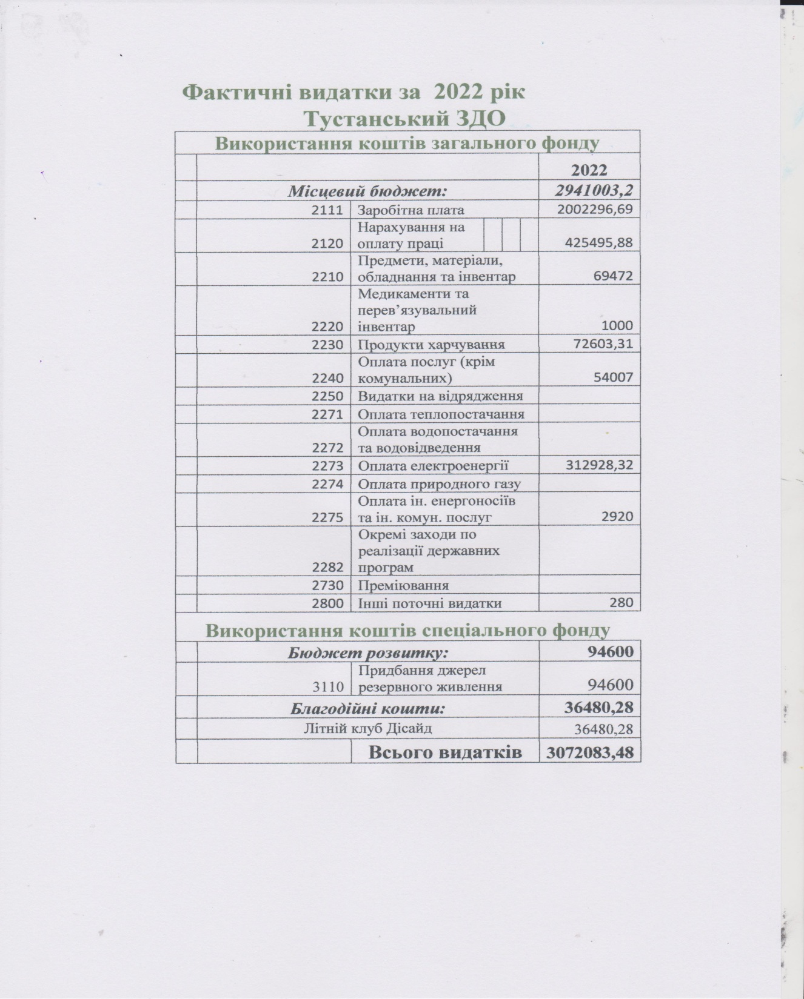 Фактичні видатки за 2022 рік
Тустанський ЗДО
Використання коштів загального фонду
2022
Місцевий бюджет: 2941003,2
2111 Заробітна плата 2002296,69
Нарахування на
2120 оплату праці 425495,88
Предмети, матеріали,
2210 обладнання та інвентар 69472
Медикаменти та
перев’язувальний
2220 інвентар 1000
2230 Продукти харчування 72603,31
Оплата послуг (крім
2240 комунальних) 54007
2250 Видатки на відрядження
2271 Оплата теплопостачання
Оплата водопостачання
2272 та водовідведення
2273 Оплата електроенергії 312928,32
2274 Оплата природного газу
Оплата ін. енергоносіїв
2275 та ін. комун. послуг 2920
Окремі заходи по
реалізації державних
2282 програм
2730 Преміювання
2800 Інші поточні видатки 280
Використання коштів спеціального фонду
Бюджет розвитку: 94600
Придбання джерел
3110 резервного живлення 94600
Благодійні кошти: 36480,28
Літній клуб Дісайд 36480,28
Всього видатків 3072083,48